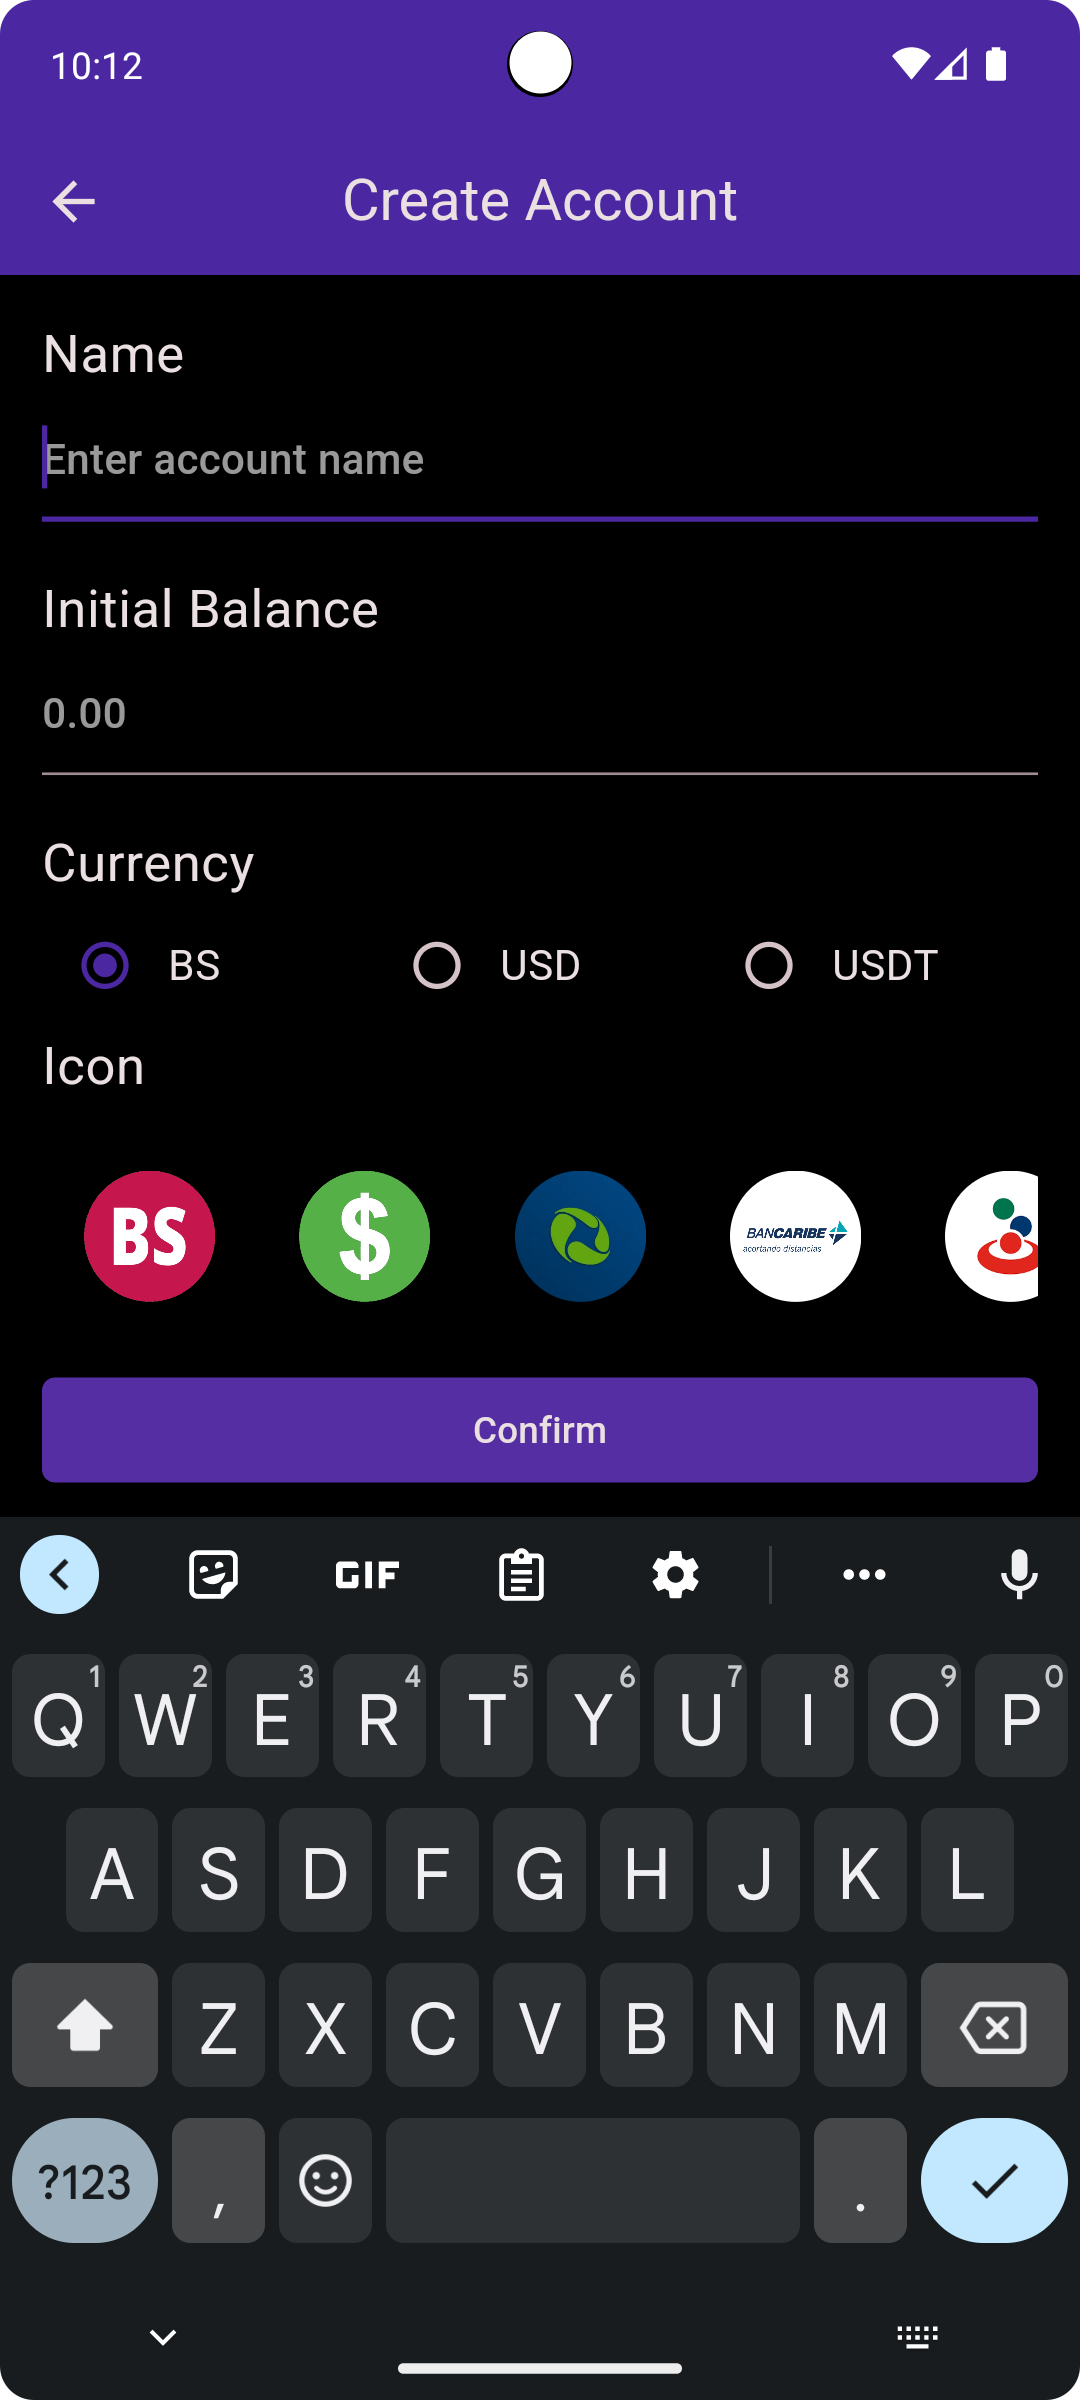 10:12
Create Account
Name
Enter account name
Initial Balance
0.00
Currency
BS USD USDT
Icon
BS $ BANCARIBE
acortando distancias
Confirm
GIF
1 2 3 4 5 6 7 8 9 0
Q W E R T Y U I O P
A S D F G H J K L
Z X C V B N M
?123 , .